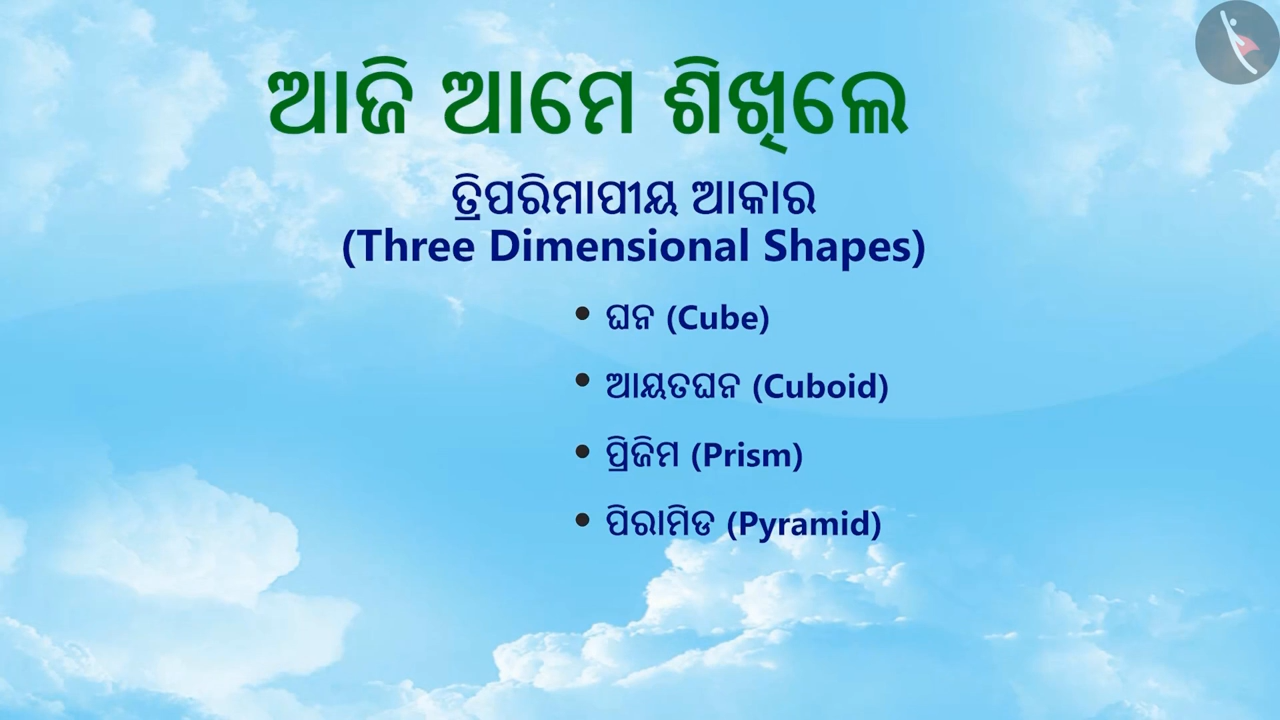 ଆଜି ଆମେ ଶିଖିଲେ
ତ୍ରିପରିମାପୀୟ ଆକାର
(Three Dimensional Shapes)
• ଘନ (Cube)
• ଆୟତଘନ (Cuboid)
• ପ୍ରିଜିମ (Prism)
• ପିରାମିଡ (Pyramid)